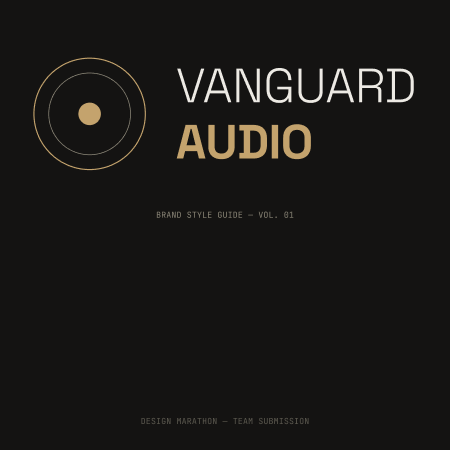 VANGUARD
AUDIO
BRAND STYLE GUIDE — VOL. 01
DESIGN MARATHON — TEAM SUBMISSION